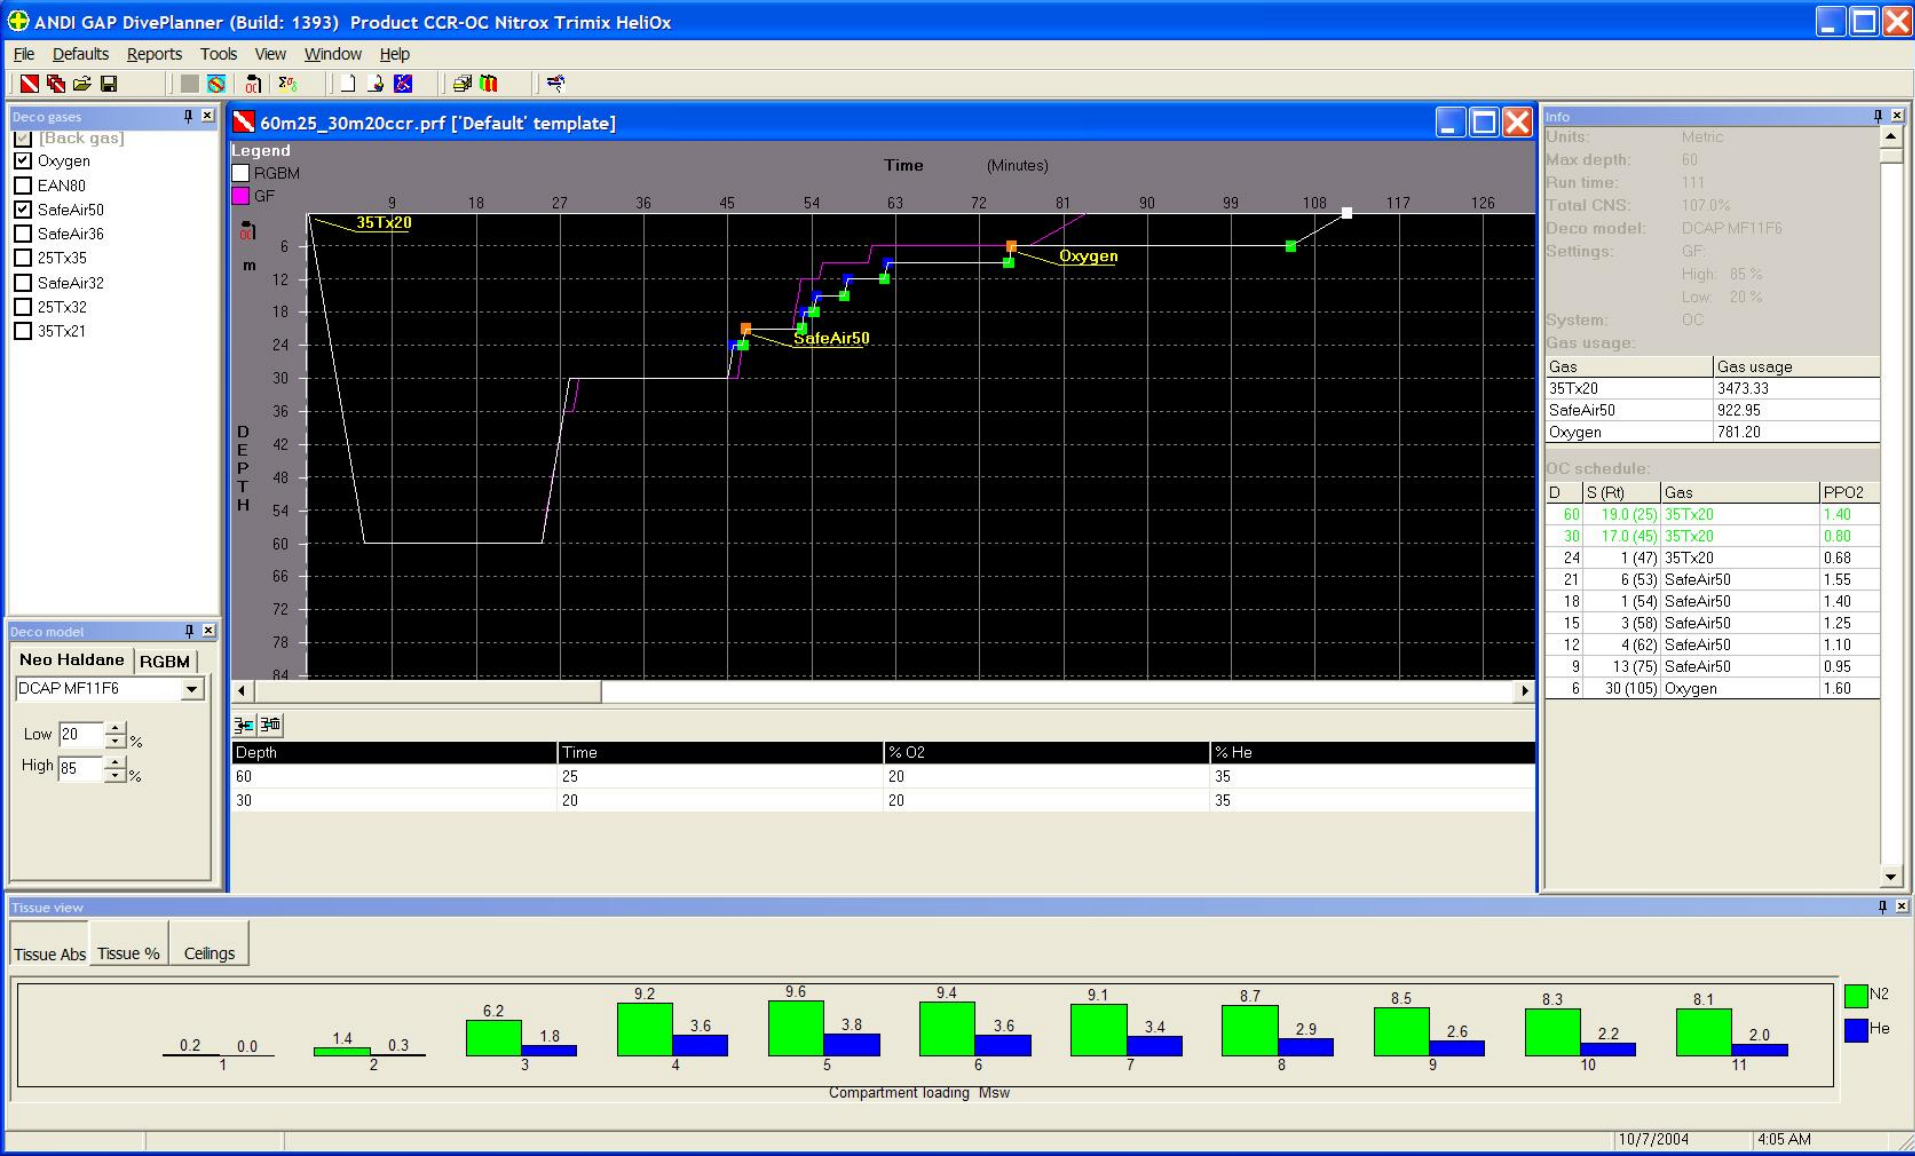 ANDI GAP DivePlanner (Build: 1393)  Product CCR-OC Nitrox Trimix HeliOx
File Defaults Reports Tools View Window Help
Deco gases
[Back gas]
Oxygen
EAN80
SafeAir50
SafeAir36
25Tx35
SafeAir32
25Tx32
35Tx21
Deco model
Neo Haldane RGBM
DCAP MF11F6
Low 20 %
High 85 %
60m25_30m20ccr.prf ['Default' template]
Legend
RGBM
GF
Time (Minutes)
9 18 27 36 45 54 63 72 81 90 99 108 117 126
m
DEPTH
6
12
18
24
30
36
42
48
54
60
66
72
78
84
35Tx20
SafeAir50
Oxygen
Depth Time % O2 % He
60 25 20 35
30 20 20 35
Info
Units: Metric
Max depth: 60
Run time: 111
Total CNS: 107.0%
Deco model: DCAP MF11F6
Settings: GF:
High: 85 %
Low: 20 %
System: OC
Gas usage:
Gas Gas usage
35Tx20 3473.33
SafeAir50 922.95
Oxygen 781.20
OC schedule:
D S (Rt) Gas PPO2
60 19.0 (25) 35Tx20 1.40
30 17.0 (45) 35Tx20 0.80
24 1 (47) 35Tx20 0.68
21 6 (53) SafeAir50 1.55
18 1 (54) SafeAir50 1.40
15 3 (58) SafeAir50 1.25
12 4 (62) SafeAir50 1.10
9 13 (75) SafeAir50 0.95
6 30 (105) Oxygen 1.60
Tissue view
Tissue Abs Tissue % Ceilings
0.2 0.0 1.4 0.3 6.2 1.8 9.2 3.6 9.6 3.8 9.4 3.6 9.1 3.4 8.7 2.9 8.5 2.6 8.3 2.2 8.1 2.0
1 2 3 4 5 6 7 8 9 10 11
Compartment loading  Msw
N2
He
10/7/2004 4:05 AM